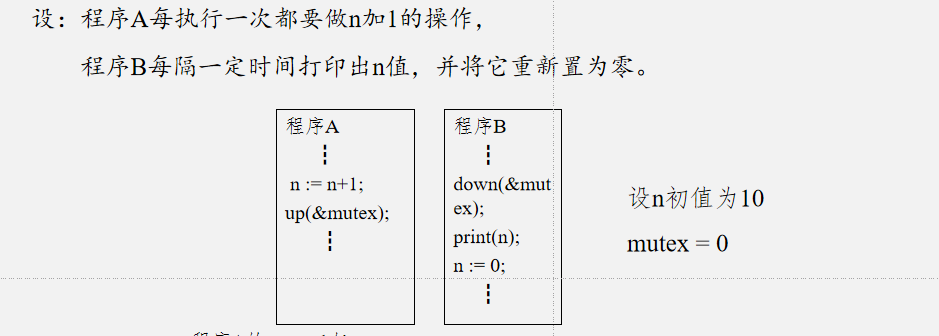 设：程序A每执行一次都要做n加1的操作，
程序B每隔一定时间打印出n值，并将它重新置为零。
程序A
n := n+1;
up(&mutex);
程序B
down(&mut
ex);
print(n);
n := 0;
设n初值为10
mutex = 0